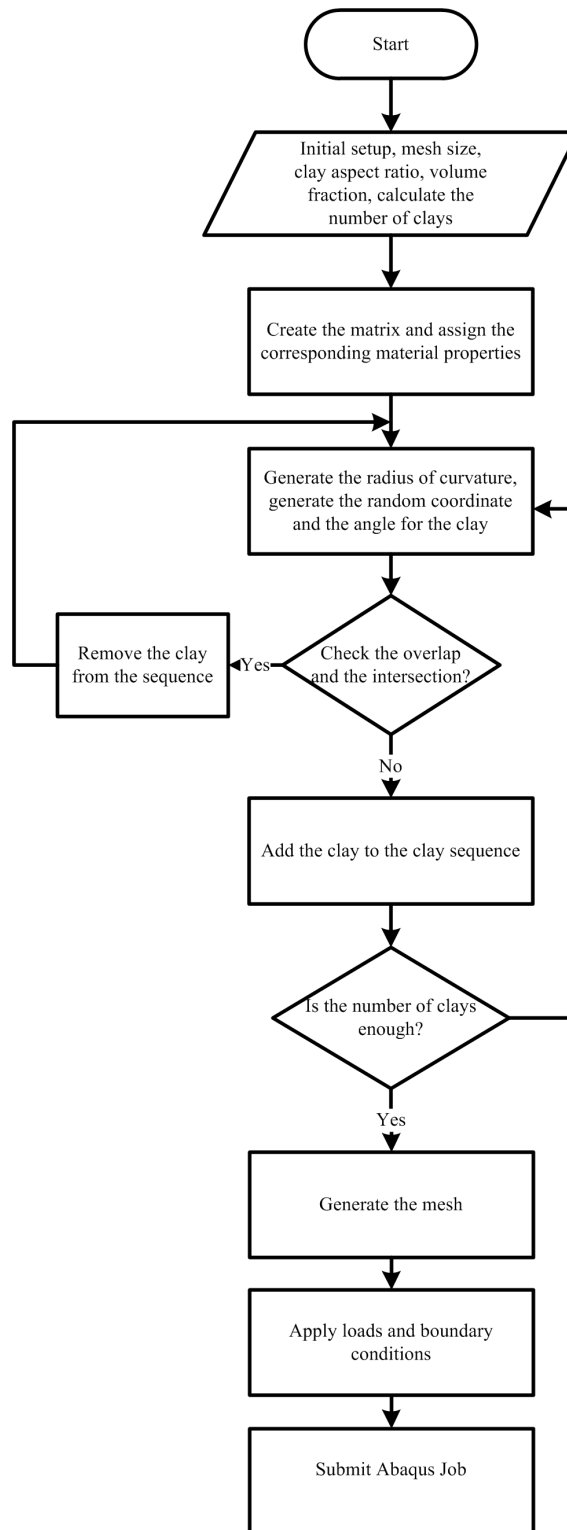 Start
Initial setup, mesh size,
clay aspect ratio, volume
fraction, calculate the
number of clays
Create the matrix and assign the
corresponding material properties
Generate the radius of curvature,
generate the random coordinate
and the angle for the clay
Remove the clay
from the sequence
Yes
Check the overlap
and the intersection?
No
Add the clay to the clay sequence
Is the number of clays
enough?
Yes
Generate the mesh
Apply loads and boundary
conditions
Submit Abaqus Job